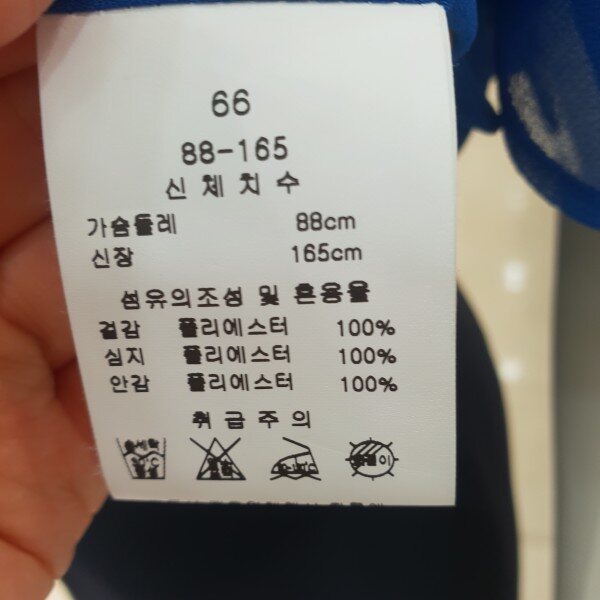 66
88-165
신체치수
가슴둘레 88cm
신장 165cm
섬유의조성 및 혼용율
겉감 폴리에스터 100%
심지 폴리에스터 100%
안감 폴리에스터 100%
취급주의